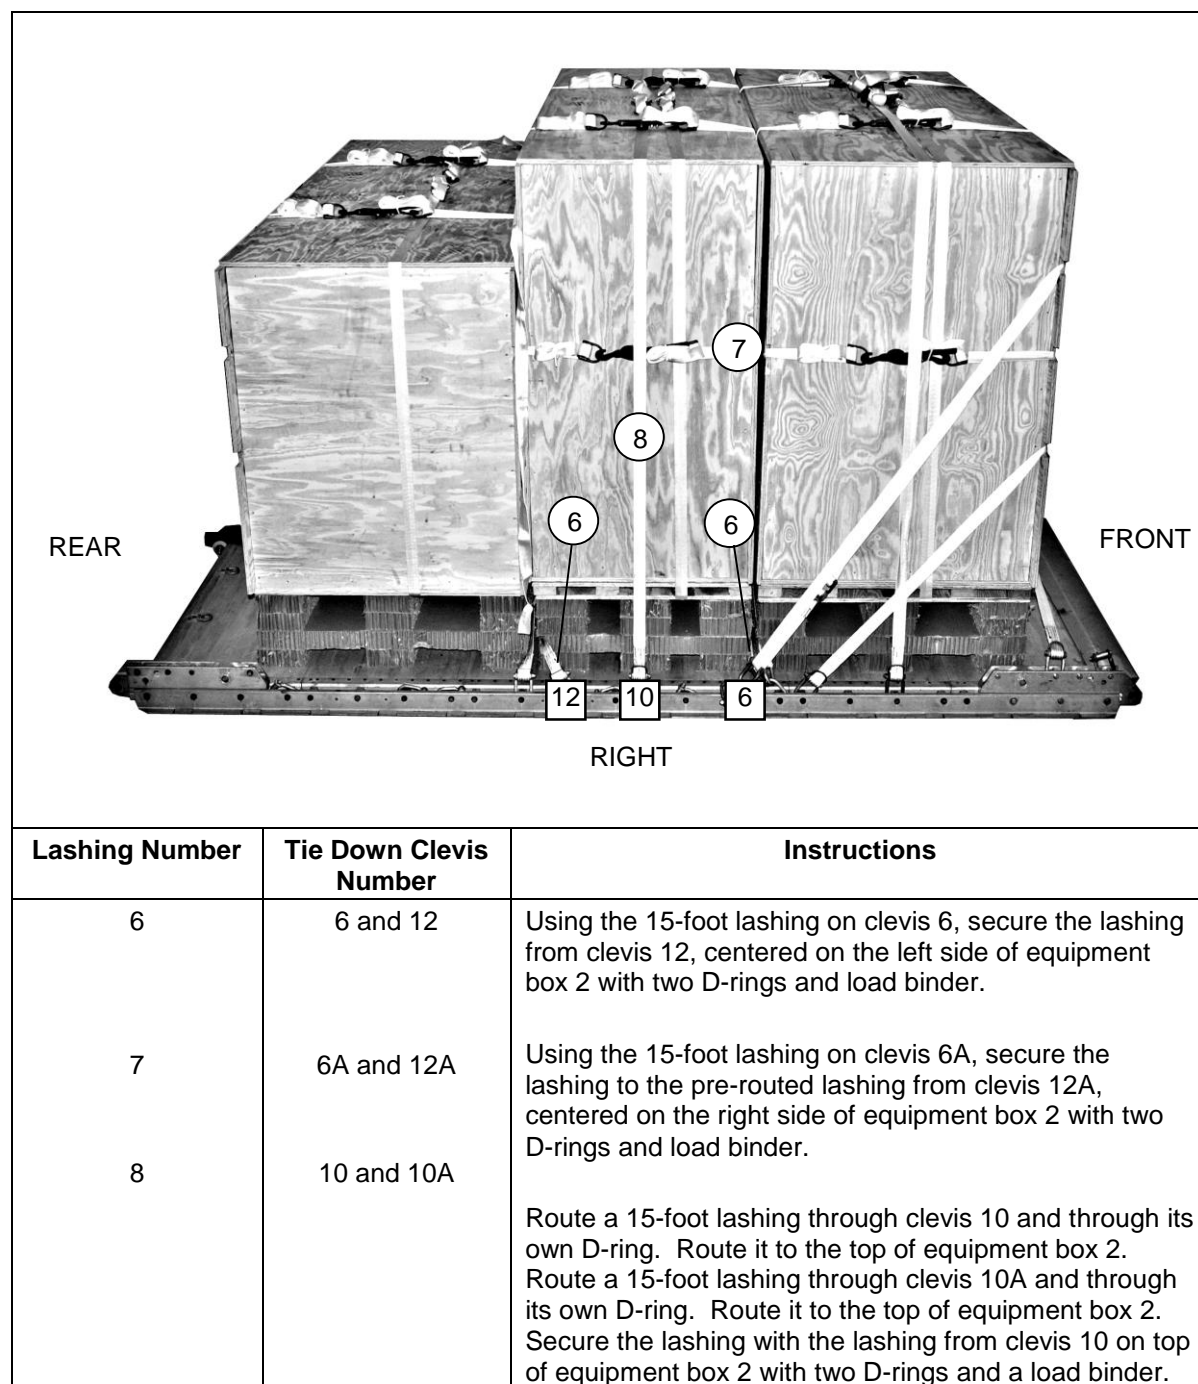 7
8
6
6
REAR
FRONT
12
10
6
RIGHT
Lashing Number
Tie Down Clevis
Number
Instructions
6
6 and 12
Using the 15-foot lashing on clevis 6, secure the lashing
from clevis 12, centered on the left side of equipment
box 2 with two D-rings and load binder.
7
6A and 12A
Using the 15-foot lashing on clevis 6A, secure the
lashing to the pre-routed lashing from clevis 12A,
centered on the right side of equipment box 2 with two
D-rings and load binder.
8
10 and 10A
Route a 15-foot lashing through clevis 10 and through its
own D-ring.  Route it to the top of equipment box 2.
Route a 15-foot lashing through clevis 10A and through
its own D-ring.  Route it to the top of equipment box 2.
Secure the lashing with the lashing from clevis 10 on top
of equipment box 2 with two D-rings and a load binder.